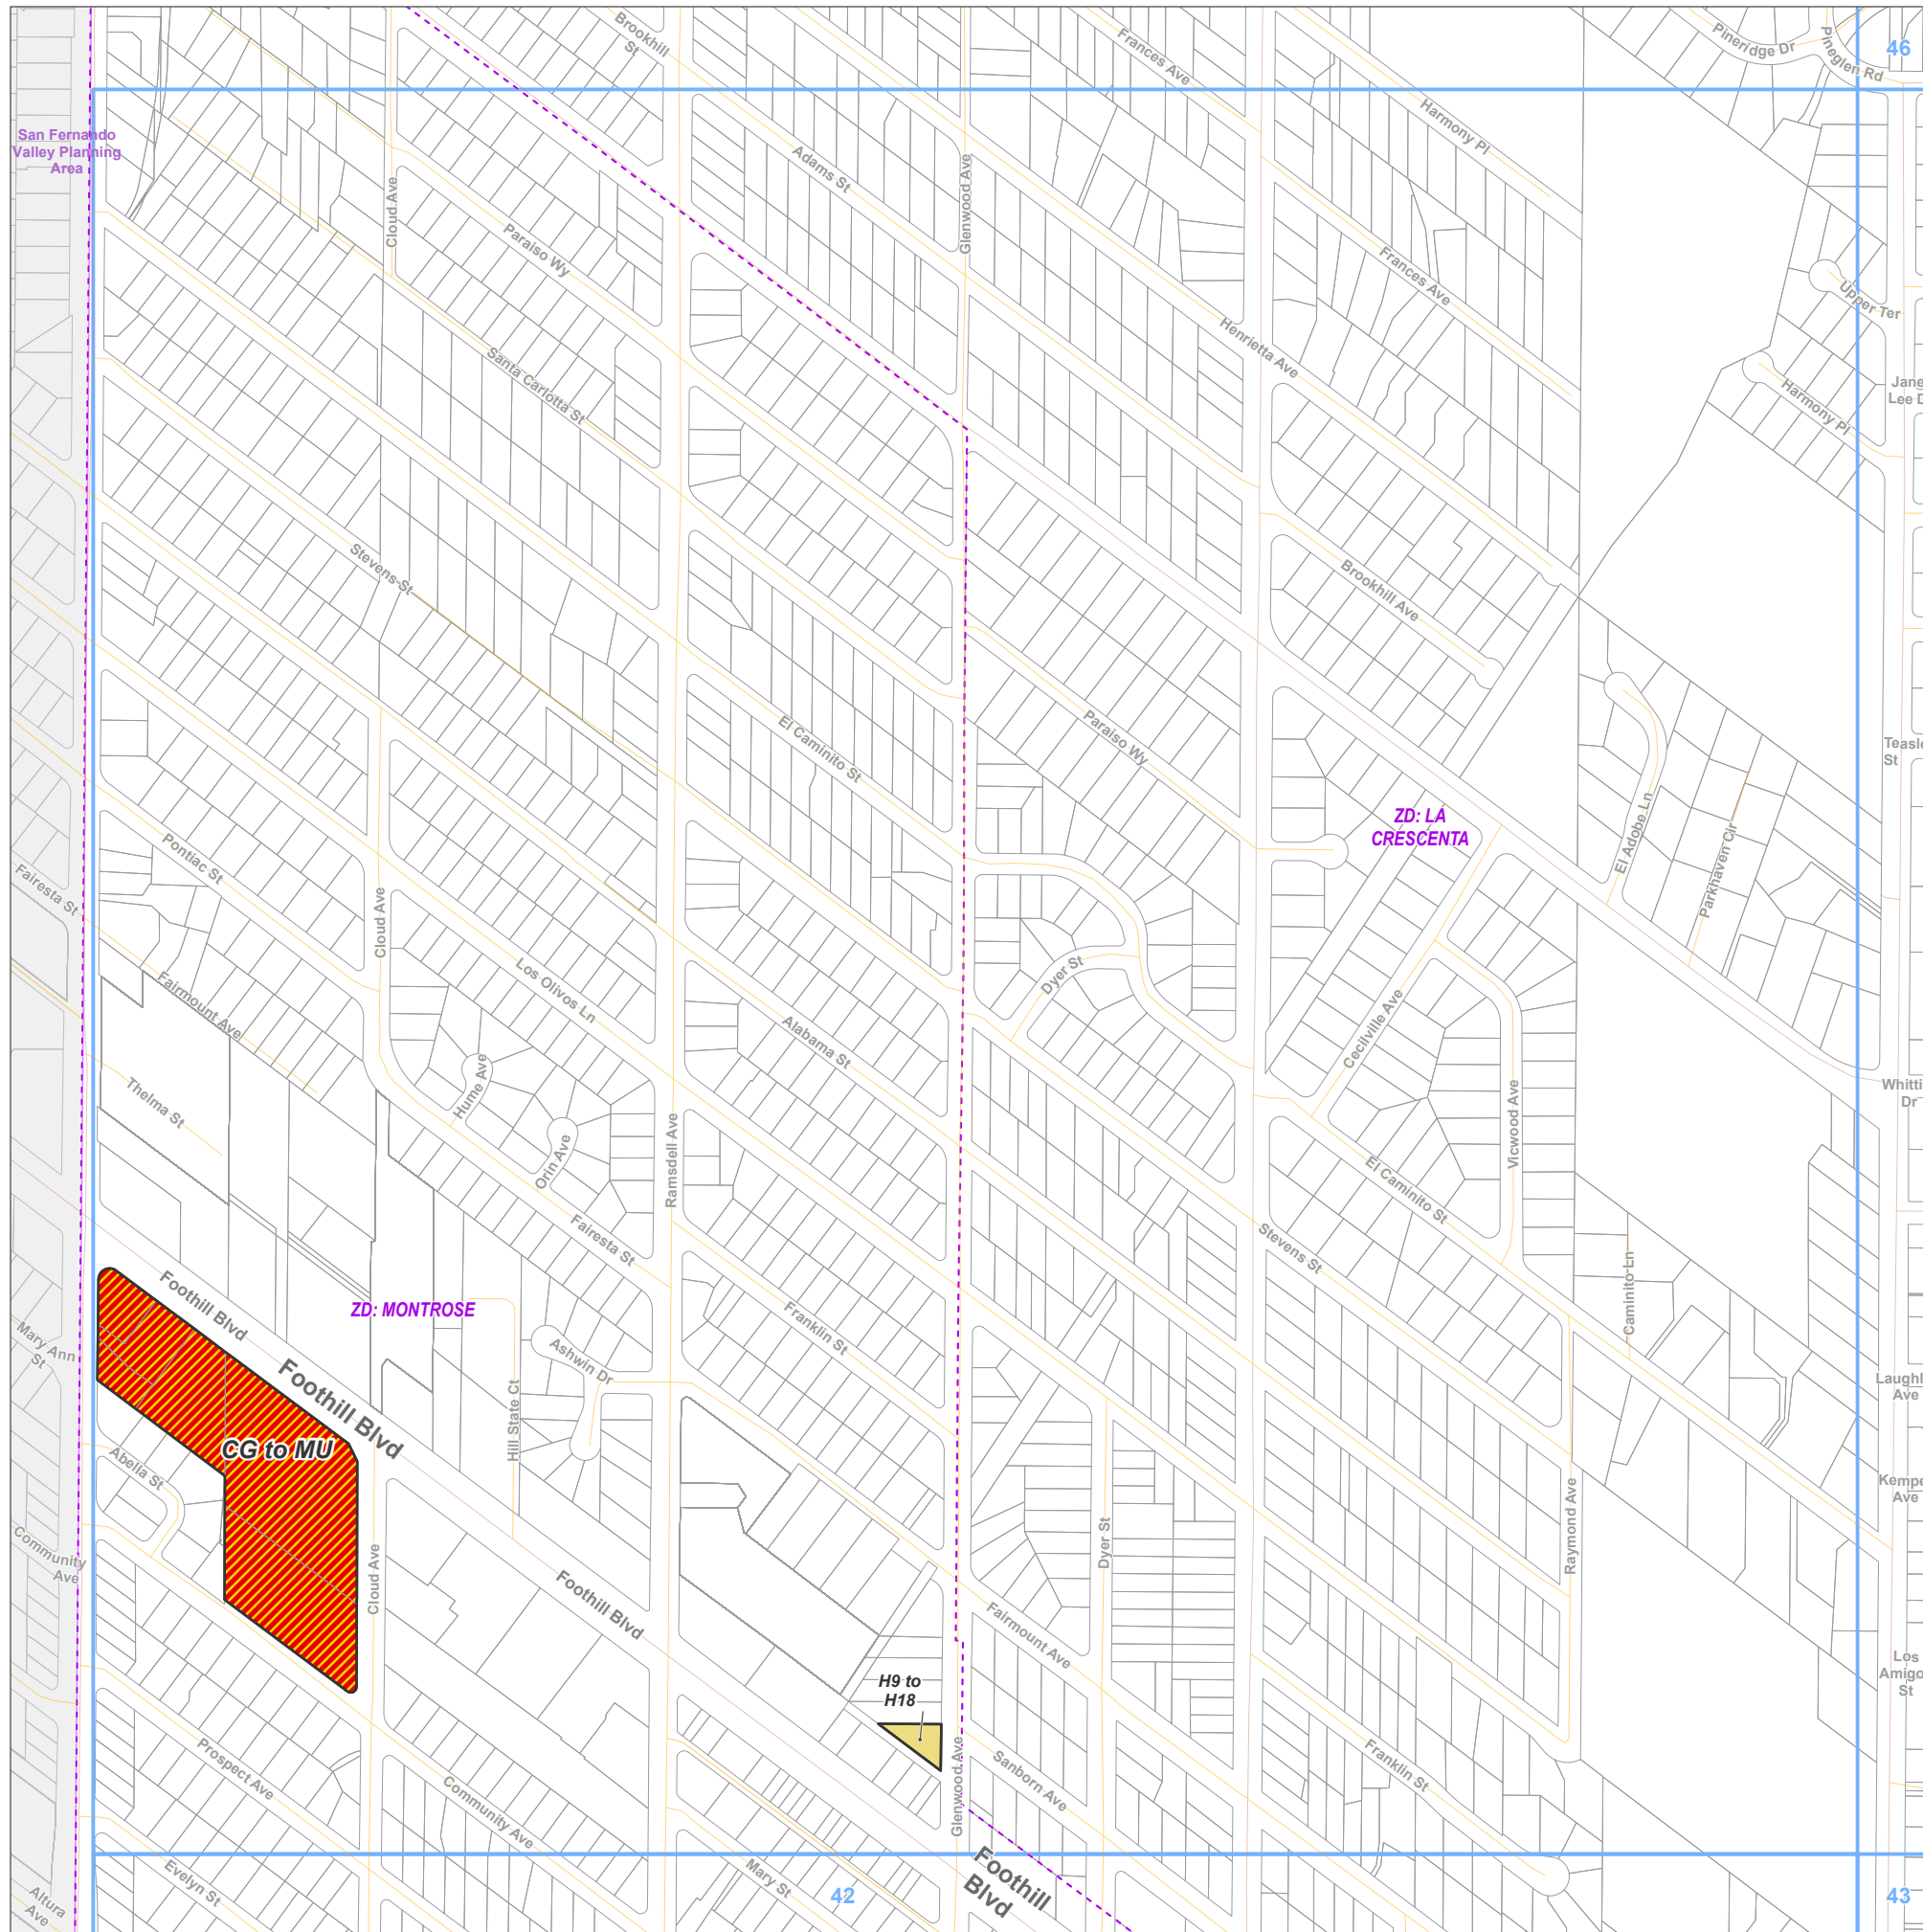 Brookhill
St
Frances Ave
Pineridge Dr
Pineglen Rd
46
San Fernando
Valley Planning
Area
Harmony Pl
Adams St
Glenwood Ave
Cloud Ave
Paraiso Wy
Frances Ave
Upper Ter
Henrietta Ave
Santa Carlotta St
Harmony Pl
Jane
Lee D
Stevens St
Brookhill Ave
El Caminito St
Paraiso Wy
Teasle
St
ZD: LA
CRESCENTA
El Adobe Ln
Parkhaven Cir
Pontiac St
Fairesta St
Cloud Ave
Los Olivos Ln
Dyer St
Fairmount Ave
Alabama St
Cecilville Ave
Hume Ave
Thelma St
Orin Ave
Ramsdell Ave
Vicwood Ave
Whitti
Dr
El Caminito St
Fairesta St
Stevens St
Caminito Ln
Foothill Blvd
ZD: MONTROSE
Franklin St
Mary Ann
St
Ashwin Dr
Foothill Blvd
Laughl
Ave
Hill State Ct
CG to MU
Abella St
Kempe
Ave
Raymond Ave
Community
Ave
Cloud Ave
Dyer St
Foothill Blvd
Fairmount Ave
Los
Amigo
St
H9 to
H18
Prospect Ave
Community Ave
Glenwood Ave
Sanborn Ave
Franklin St
Evelyn St
Mary St
Foothill
Blvd
42
43
Altura
Ave